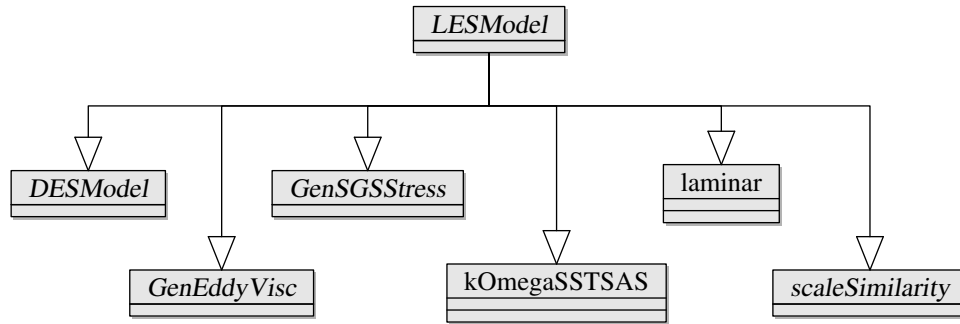 LESModel
DESModel
GenSGSStress
laminar
GenEddyVisc
kOmegaSSTSAS
scaleSimilarity